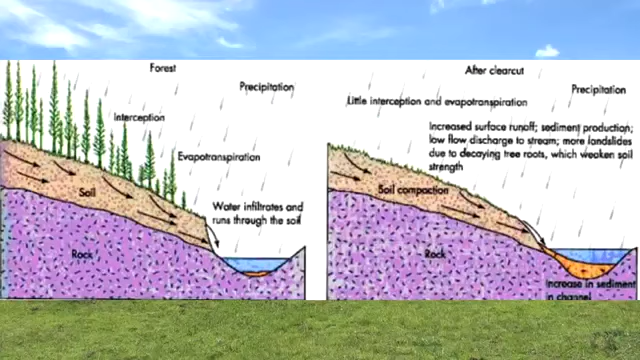 Forest
Precipitation
Interception
Evapotranspiration
Soil
Water infiltrates and
runs through the soil
Rock
After clearcut
Precipitation
Little interception and evapotranspiration
Increased surface runoff; sediment production;
low flow discharge to stream; more landslides
due to decaying tree roots, which weaken soil
strength
Soil compaction
Rock
Increase in sediment
in channel